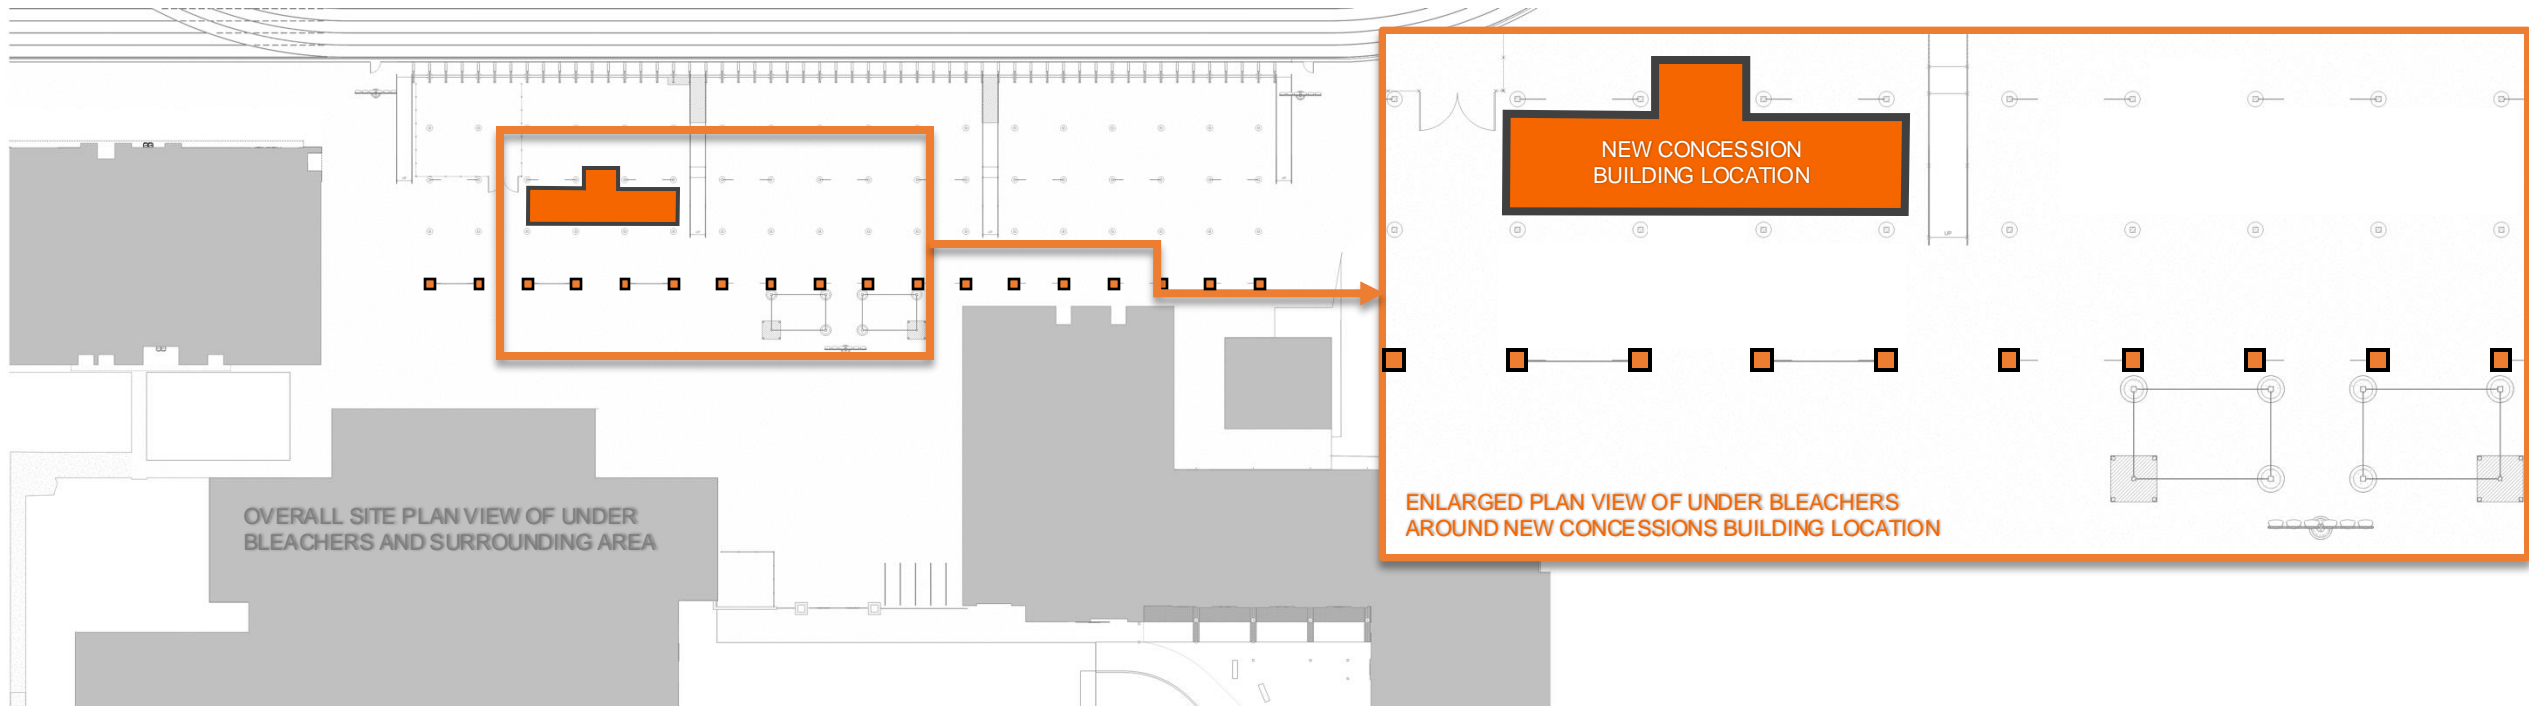 NEW CONCESSION
BUILDING LOCATION
UP
ENLARGED PLAN VIEW OF UNDER BLEACHERS
AROUND NEW CONCESSIONS BUILDING LOCATION
OVERALL SITE PLAN VIEW OF UNDER
BLEACHERS AND SURROUNDING AREA